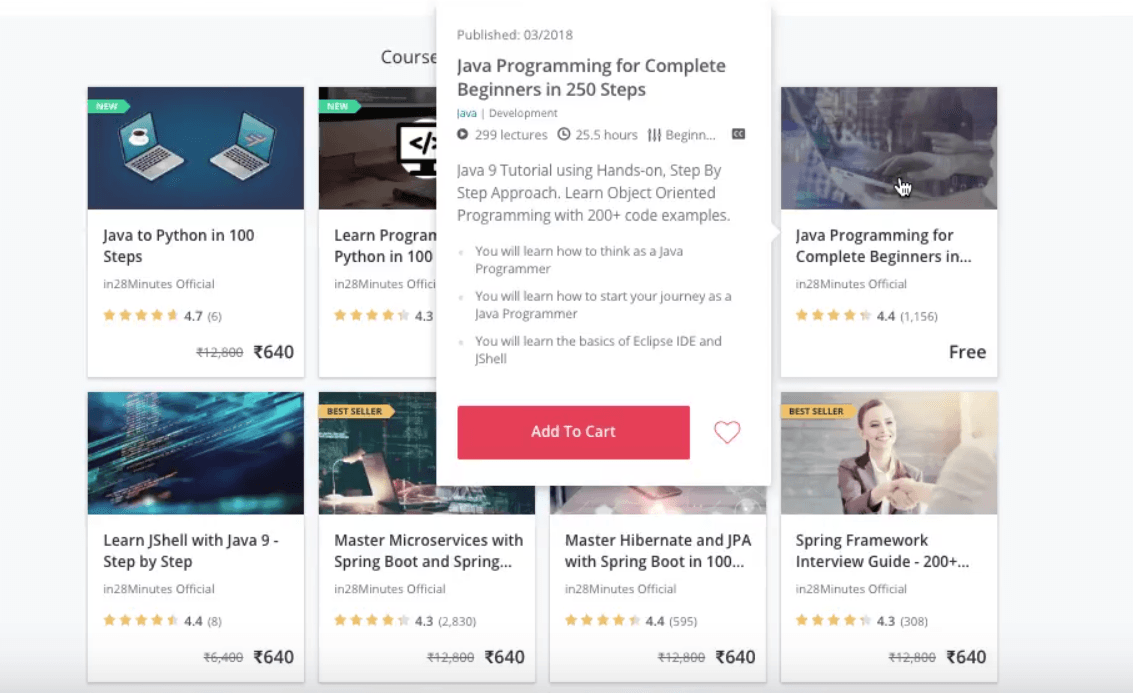 Course
Published: 03/2018
Java Programming for Complete
Beginners in 250 Steps
Java | Development
299 lectures 25.5 hours Beginn...
CC
Java 9 Tutorial using Hands-on, Step By
Step Approach. Learn Object Oriented
Programming with 200+ code examples.
You will learn how to think as a Java
Programmer
You will learn how to start your journey as a
Java Programmer
You will learn the basics of Eclipse IDE and
JShell
Add To Cart
NEW
Java to Python in 100
Steps
in28Minutes Official
4.7 (6)
₹12,800 ₹640
NEW
</>
Learn Program
Python in 100
in28Minutes Offici
4.3
Java Programming for
Complete Beginners in...
in28Minutes Official
4.4 (1,156)
Free
Learn JShell with Java 9 -
Step by Step
in28Minutes Official
4.4 (8)
₹6,400 ₹640
BEST SELLER
Master Microservices with
Spring Boot and Spring...
in28Minutes Official
4.3 (2,830)
₹12,800 ₹640
Master Hibernate and JPA
with Spring Boot in 100...
in28Minutes Official
4.4 (595)
₹12,800 ₹640
BEST SELLER
Spring Framework
Interview Guide - 200+...
in28Minutes Official
4.3 (308)
₹12,800 ₹640